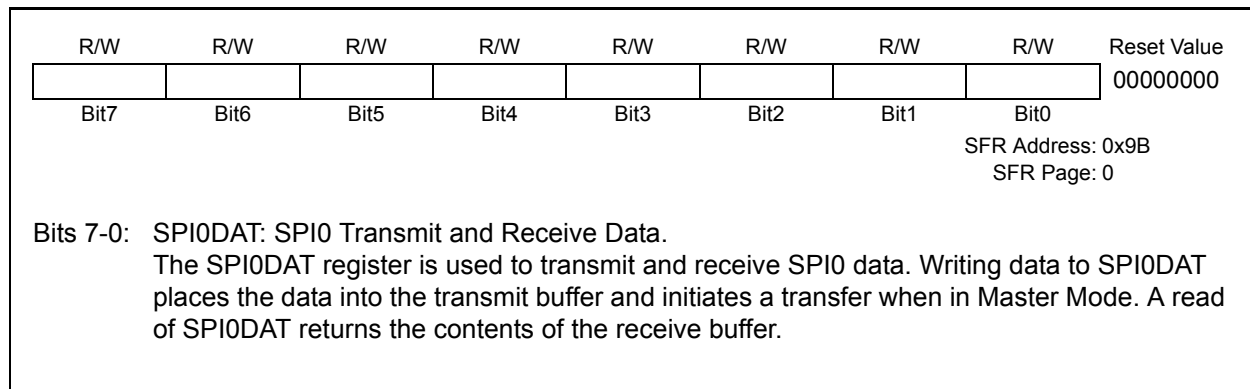 R/W R/W R/W R/W R/W R/W R/W R/W Reset Value
00000000
Bit7 Bit6 Bit5 Bit4 Bit3 Bit2 Bit1 Bit0
SFR Address: 0x9B
SFR Page: 0
Bits 7-0: SPI0DAT: SPI0 Transmit and Receive Data.
The SPI0DAT register is used to transmit and receive SPI0 data. Writing data to SPI0DAT
places the data into the transmit buffer and initiates a transfer when in Master Mode. A read
of SPI0DAT returns the contents of the receive buffer.